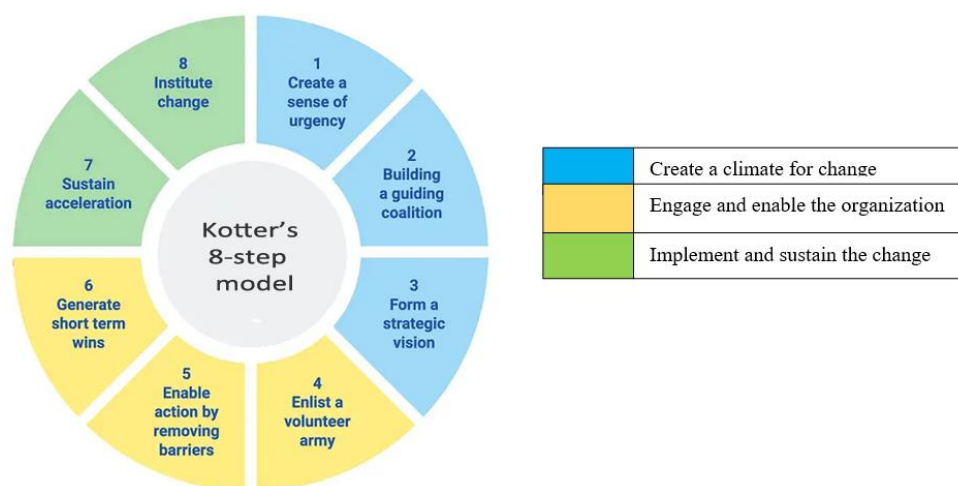 1
Create a
sense of
urgency
2
Building
a guiding
coalition
3
Form a
strategic
vision
4
Enlist a
volunteer
army
5
Enable
action by
removing
barriers
6
Generate
short term
wins
7
Sustain
acceleration
8
Institute
change
Kotter's
8-step
model
Create a climate for change
Engage and enable the organization
Implement and sustain the change